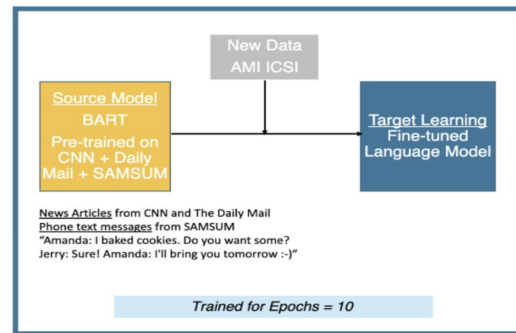 New Data
AMI ICSI
Source Model
BART
Pre-trained on
CNN + Daily
Mail + SAMSUM
Target Learning
Fine-tuned
Language Model
News Articles from CNN and The Daily Mail
Phone text messages from SAMSUM
“Amanda: I baked cookies. Do you want some?
Jerry: Sure! Amanda: I'll bring you tomorrow :-)”
Trained for Epochs = 10